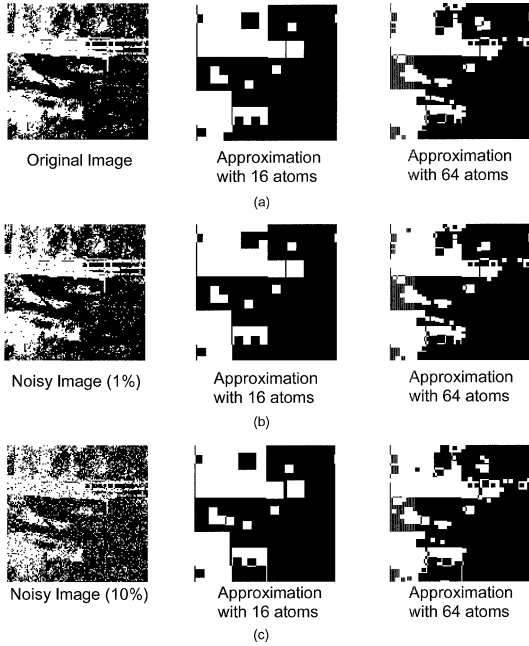 Original Image
Approximation
with 16 atoms
Approximation
with 64 atoms
(a)
Noisy Image (1%)
Approximation
with 16 atoms
Approximation
with 64 atoms
(b)
Noisy Image (10%)
Approximation
with 16 atoms
Approximation
with 64 atoms
(c)